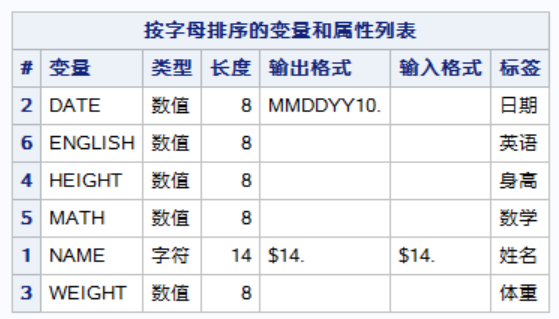 按字母排序的变量和属性列表
# 变量 类型 长度 输出格式 输入格式 标签
2 DATE 数值 8 MMDDYY10. 日期
6 ENGLISH 数值 8 英语
4 HEIGHT 数值 8 身高
5 MATH 数值 8 数学
1 NAME 字符 14 $14. $14. 姓名
3 WEIGHT 数值 8 体重